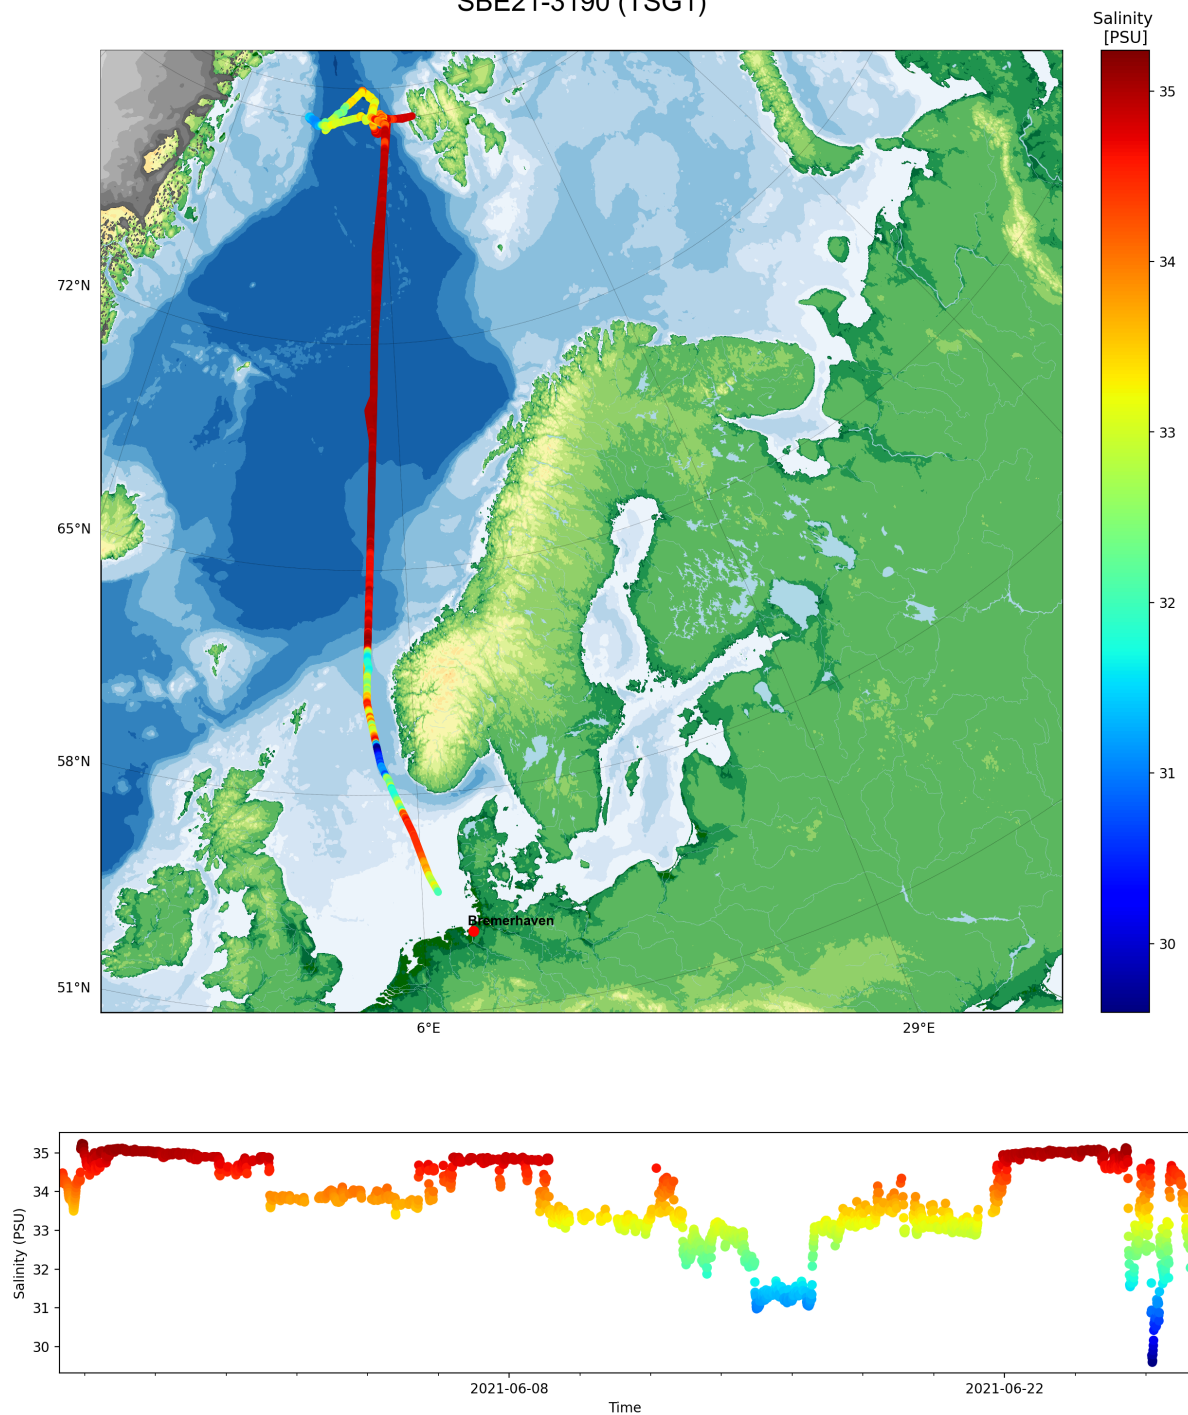 SBE21-3190 (TSG1)
Salinity
[PSU]
72°N
65°N
58°N
51°N
6°E
29°E
Bremerhaven
35
34
33
32
31
30
35
34
33
32
31
30
Salinity (PSU)
2021-06-08
2021-06-22
Time